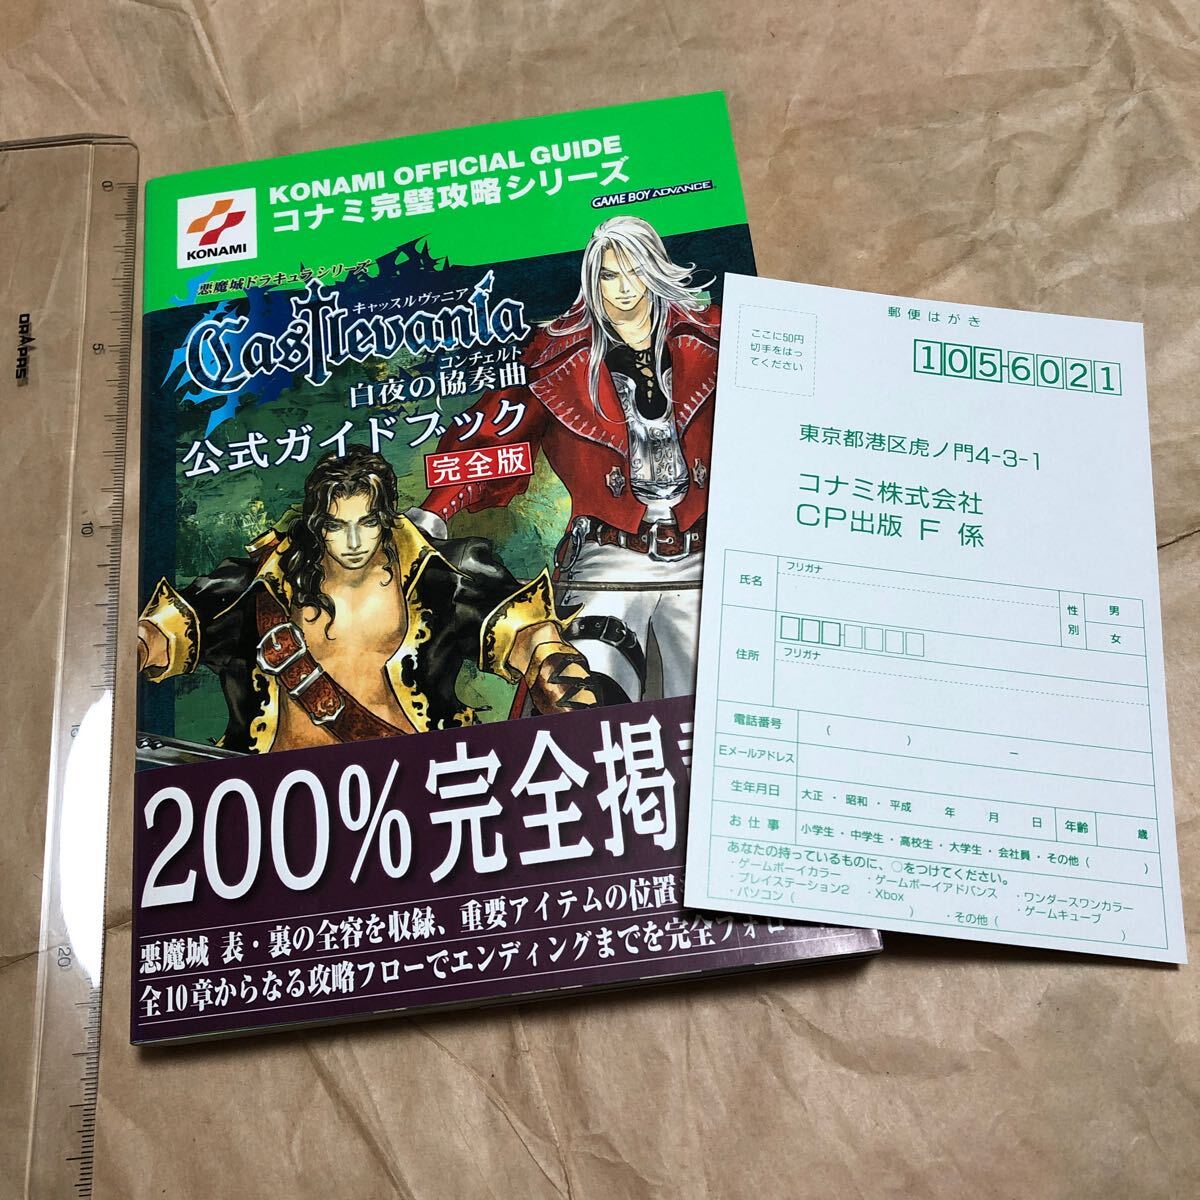 KONAMI OFFICIAL GUIDE
コナミ完璧攻略シリーズ
KONAMI
GAME BOY ADVANCE
悪魔城ドラキュラ シリーズ
キャッスルヴァニア
Castlevania
コンチェルト
白夜の協奏曲
公式ガイドブック
完全版
200%完全掲
悪魔城 表・裏の全容を収録、重要アイテムの位置
全10章からなる攻略フローでエンディングまでを完全フォロー
郵便はがき
ここに50円
切手をはっ
てください
105-6021
東京都港区虎ノ門4-3-1
コナミ株式会社
CP出版 F 係
氏名
フリガナ
性別
男
女
住所
フリガナ
電話番号
( ) −
Eメールアドレス
生年月日
大正・昭和・平成 年 月 日
年齢
歳
お仕事
小学生・中学生・高校生・大学生・会社員・その他( )
あなたの持っているものに、○をつけてください。
・ゲームボーイカラー ・ゲームボーイアドバンス ・ワンダースワンカラー
・プレイステーション2 ・Xbox ・ゲームキューブ
・パソコン( ) ・その他( )
0
5
10
20
DRAPAS